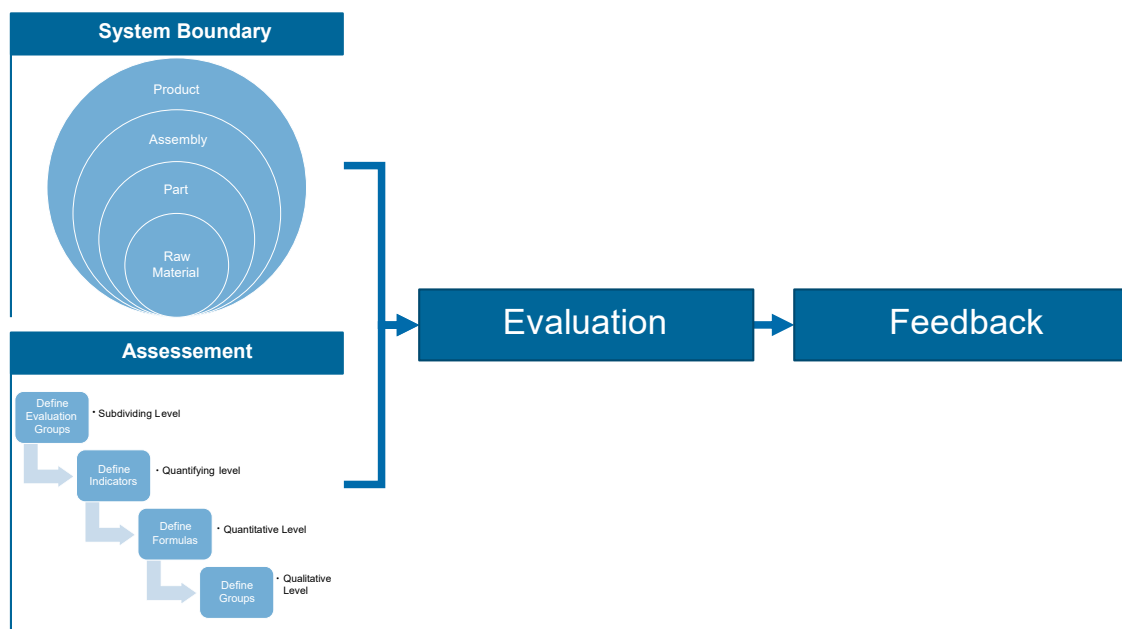 System Boundary
Product
Assembly
Part
Raw
Material
Assessement
Define
Evaluation
Groups
· Subdividing Level
Define
Indicators
· Quantifying level
Define
Formulas
· Quantitative Level
Define
Groups
· Qualitative
Level
Evaluation
Feedback